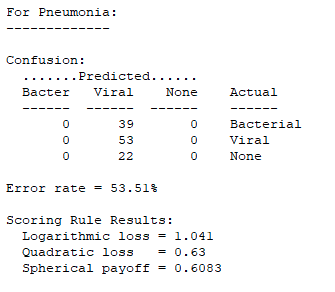 For Pneumonia:
--------------
Confusion:
.......Predicted......
Bacter Viral None Actual
------ ------ ------ ------
0 39 0 Bacterial
0 53 0 Viral
0 22 0 None
Error rate = 53.51%
Scoring Rule Results:
Logarithmic loss = 1.041
Quadratic loss = 0.63
Spherical payoff = 0.6083